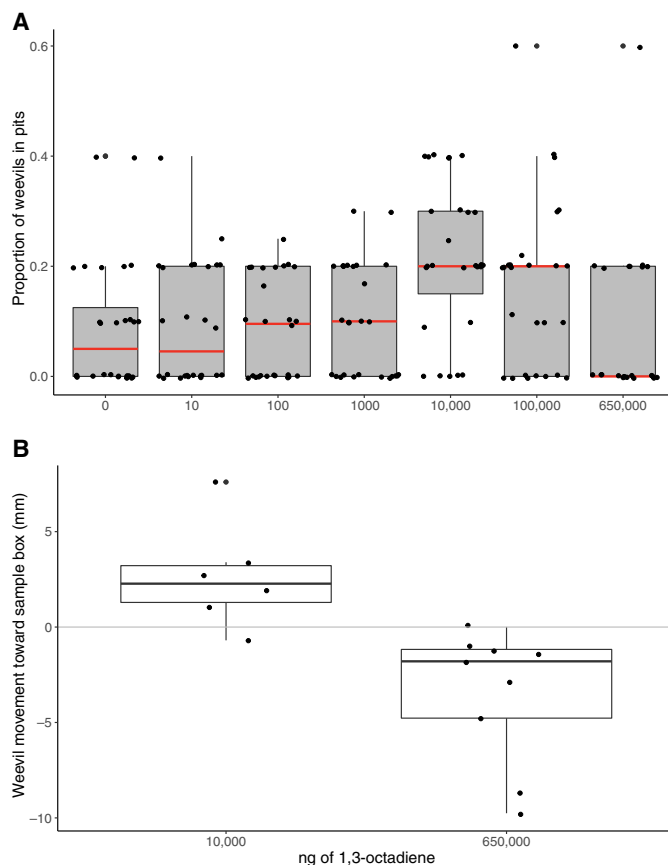 A
Proportion of weevils in pits
0.6
0.4
0.2
0.0
0 10 100 1000 10,000 100,000 650,000
B
Weevil movement toward sample box (mm)
5
0
−5
−10
10,000 650,000
ng of 1,3-octadiene